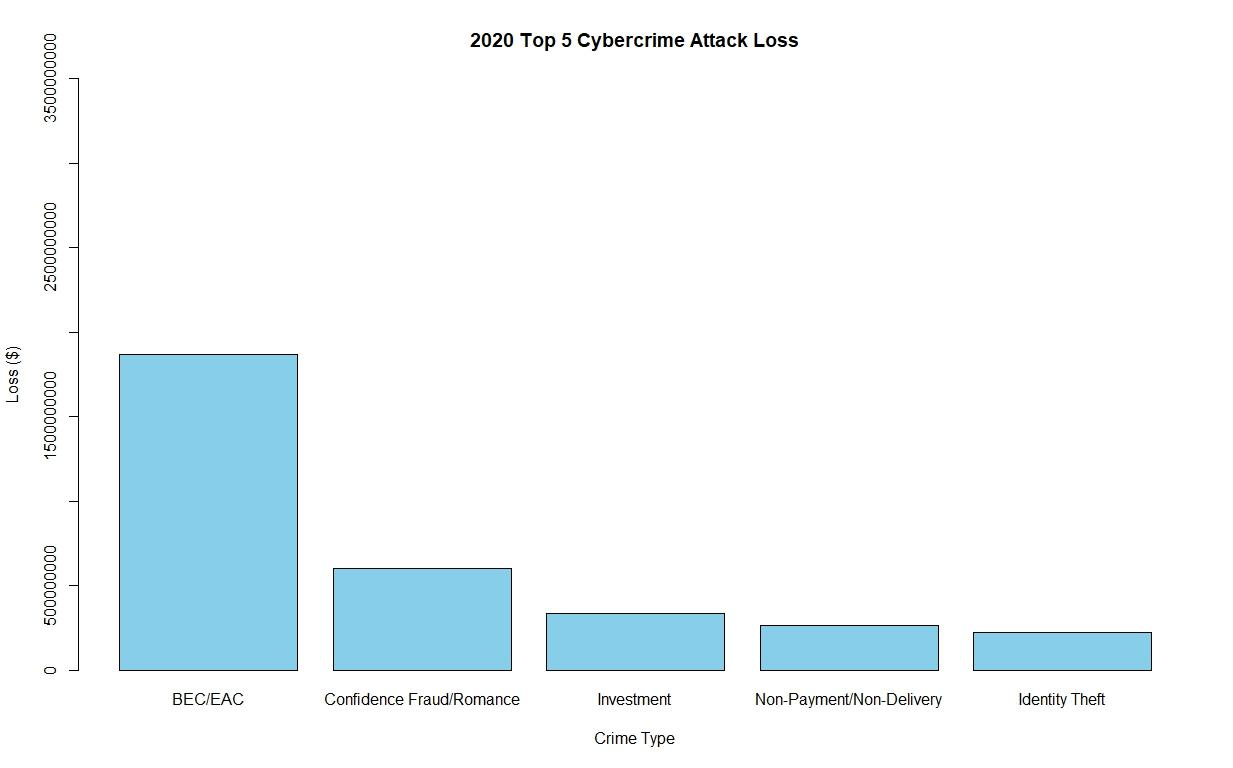 2020 Top 5 Cybercrime Attack Loss
3500000000
2500000000
1500000000
500000000
0
Loss ($)
BEC/EAC
Confidence Fraud/Romance
Investment
Non-Payment/Non-Delivery
Identity Theft
Crime Type